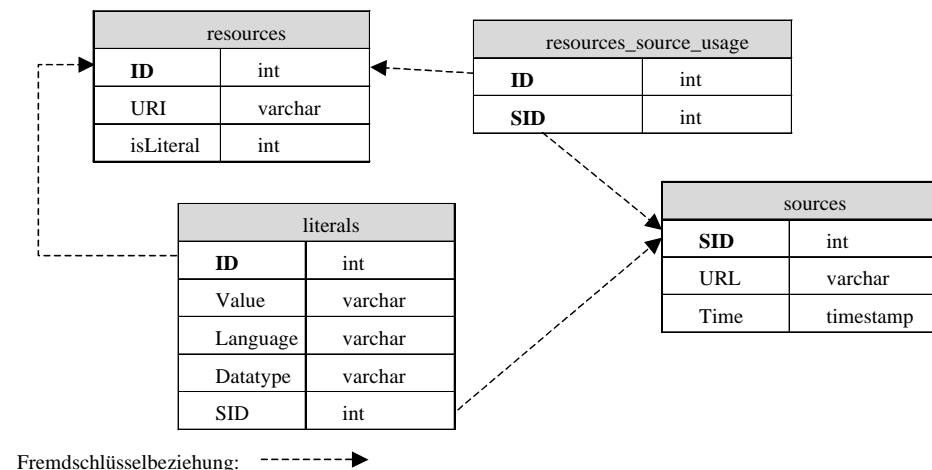 resources
ID int
URI varchar
isLiteral int
resources_source_usage
ID int
SID int
literals
ID int
Value varchar
Language varchar
Datatype varchar
SID int
sources
SID int
URL varchar
Time timestamp
Fremdschlüsselbeziehung: